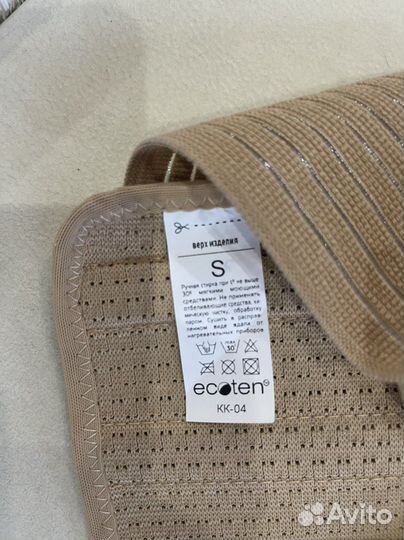 верх изделия
S
Ручная стирка при t° не выше
30° мягкими моющими
средствами. Не применять
отбеливающие средства, хи-
мическую чистку, обработку
паром. Сушить в расправ-
ленном виде вдали от
нагревательных приборов
max
30°
ecoten
КК-04
Avito